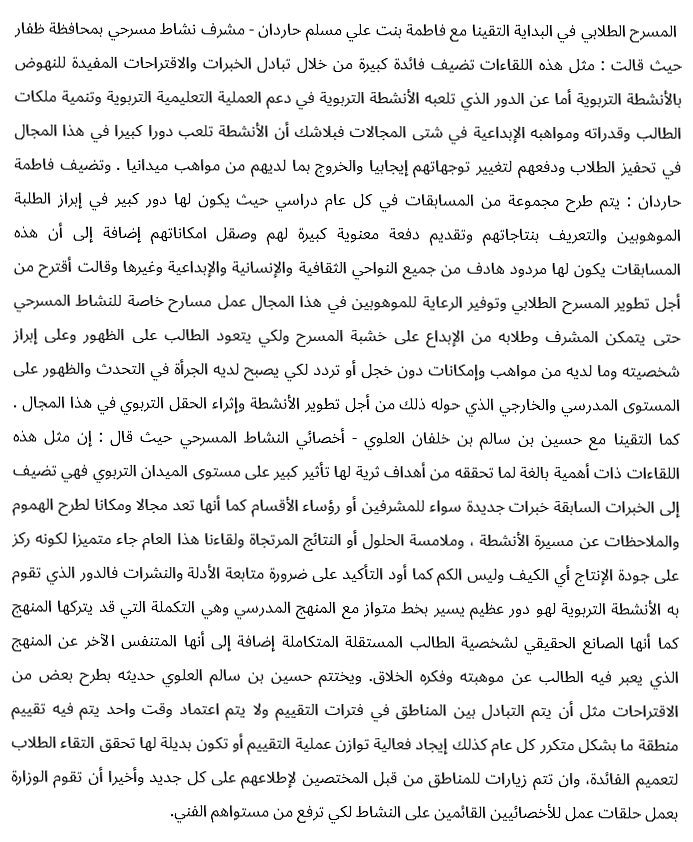 المسرح الطلابي في البداية التقينا مع فاطمة بنت علي مسلم حاردان - مشرف نشاط مسرحي بمحافظة ظفار
حيث قالت : مثل هذه اللقاءات تضيف فائدة كبيرة من خلال تبادل الخبرات والاقتراحات المفيدة للنهوض
بالأنشطة التربوية أما عن الدور الذي تلعبه الأنشطة التربوية في دعم العملية التعليمية التربوية وتنمية ملكات
الطالب وقدراته ومواهبه الإبداعية في شتى المجالات فبلاشك أن الأنشطة تلعب دورا كبيرا في هذا المجال
في تحفيز الطلاب ودفعهم لتغيير توجهاتهم إيجابيا والخروج بما لديهم من مواهب ميدانيا . وتضيف فاطمة
حاردان : يتم طرح مجموعة من المسابقات في كل عام دراسي حيث يكون لها دور كبير في إبراز الطلبة
الموهوبين والتعريف بنتاجاتهم وتقديم دفعة معنوية كبيرة لهم وصقل امكاناتهم إضافة إلى أن هذه
المسابقات يكون لها مردود هادف من جميع النواحي الثقافية والإنسانية والإبداعية وغيرها وقالت أقترح من
أجل تطوير المسرح الطلابي وتوفير الرعاية للموهوبين في هذا المجال عمل مسارح خاصة للنشاط المسرحي
حتى يتمكن المشرف وطلابه من الإبداع على خشبة المسرح ولكي يتعود الطالب على الظهور وعلى إبراز
شخصيته وما لديه من مواهب وإمكانات دون خجل أو تردد لكي يصبح لديه الجرأة في التحدث والظهور على
المستوى المدرسي والخارجي الذي حوله ذلك من أجل تطوير الأنشطة وإثراء الحقل التربوي في هذا المجال .
كما التقينا مع حسين بن سالم بن خلفان العلوي - أخصائي النشاط المسرحي حيث قال : إن مثل هذه
اللقاءات ذات أهمية بالغة لما تحققه من أهداف ثرية لها تأثير كبير على مستوى الميدان التربوي فهي تضيف
إلى الخبرات السابقة خبرات جديدة سواء للمشرفين أو رؤساء الأقسام كما أنها تعد مجالا ومكانا لطرح الهموم
والملاحظات عن مسيرة الأنشطة ، وملامسة الحلول أو النتائج المرتجاة ولقاءنا هذا العام جاء متميزا لكونه ركز
على جودة الإنتاج أي الكيف وليس الكم كما أود التأكيد على ضرورة متابعة الأدلة والنشرات فالدور الذي تقوم
به الأنشطة التربوية لهو دور عظيم يسير بخط متواز مع المنهج المدرسي وهي التكملة التي قد يتركها المنهج
كما أنها الصانع الحقيقي لشخصية الطالب المستقلة المتكاملة إضافة إلى أنها المتنفس الآخر عن المنهج
الذي يعبر فيه الطالب عن موهبته وفكره الخلاق. ويختتم حسين بن سالم العلوي حديثه بطرح بعض من
الاقتراحات مثل أن يتم التبادل بين المناطق في فترات التقييم ولا يتم اعتماد وقت واحد يتم فيه تقييم
منطقة ما بشكل متكرر كل عام كذلك إيجاد فعالية توازن عملية التقييم أو تكون بديلة لها تحقق التقاء الطلاب
لتعميم الفائدة، وان تتم زيارات للمناطق من قبل المختصين لإطلاعهم على كل جديد وأخيرا أن تقوم الوزارة
بعمل حلقات عمل للأخصائيين القائمين على النشاط لكي ترفع من مستواهم الفني.